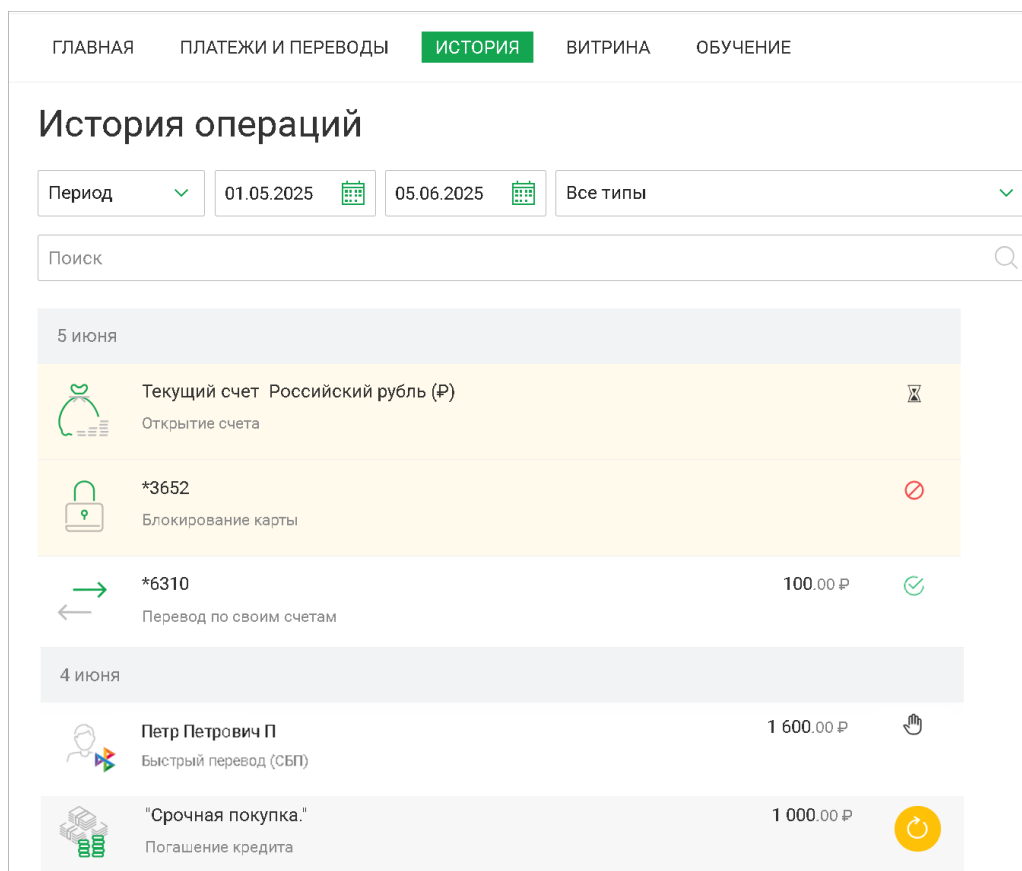 ГЛАВНАЯ ПЛАТЕЖИ И ПЕРЕВОДЫ ИСТОРИЯ ВИТРИНА ОБУЧЕНИЕ
История операций
Период 01.05.2025 05.06.2025 Все типы
Поиск
5 июня
Текущий счет Российский рубль (₽)
Открытие счета
*3652
Блокирование карты
*6310 100.00 ₽
Перевод по своим счетам
4 июня
Петр Петрович П 1 600.00 ₽
Быстрый перевод (СБП)
"Срочная покупка." 1 000.00 ₽
Погашение кредита